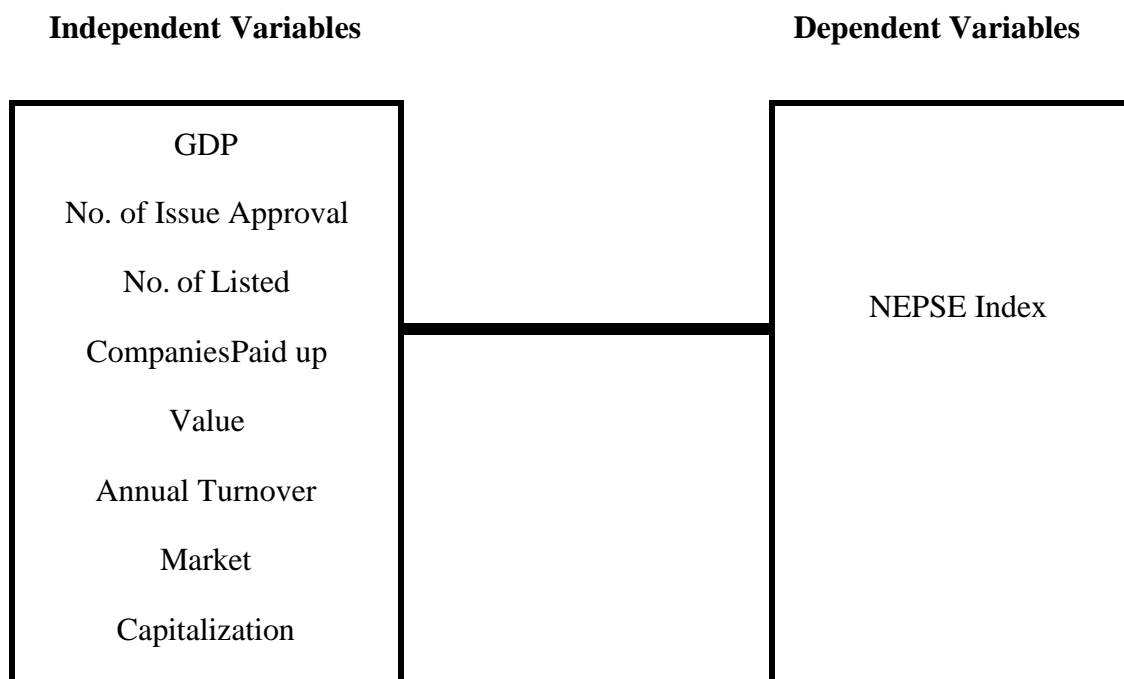 Independent Variables
Dependent Variables
GDP
No. of Issue Approval
No. of Listed
CompaniesPaid up
Value
Annual Turnover
Market
Capitalization
NEPSE Index